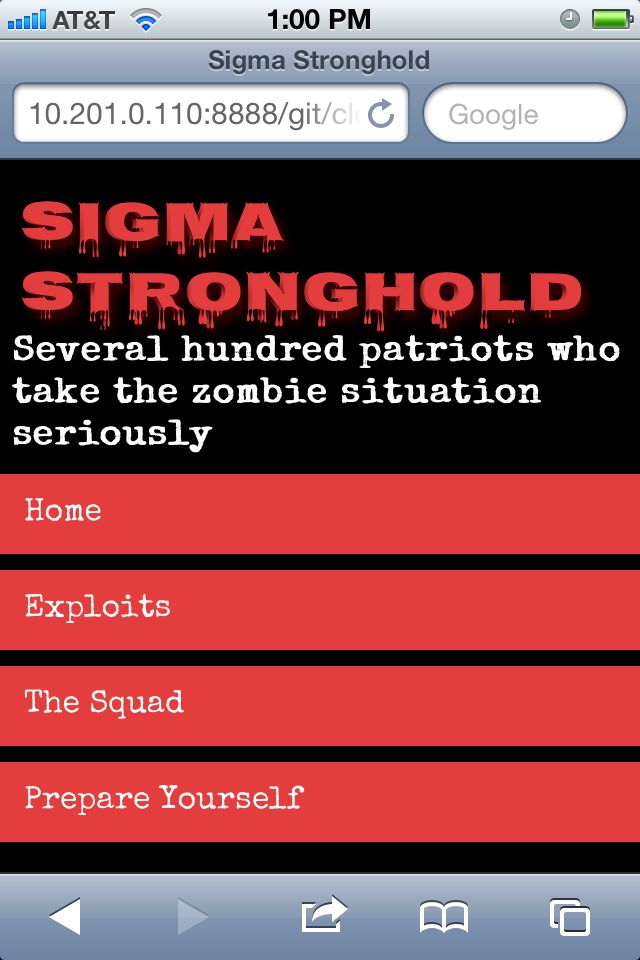 AT&T 1:00 PM
Sigma Stronghold
10.201.0.110:8888/git/clo Google
SIGMA
STRONGHOLD
Several hundred patriots who
take the zombie situation
seriously
Home
Exploits
The Squad
Prepare Yourself